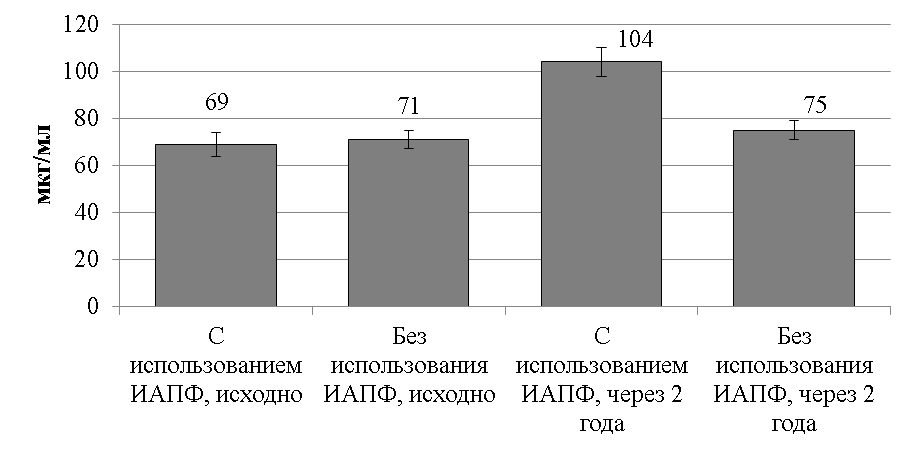 мкг/мл
120
100
80
60
40
20
0
69
71
104
75
С
использованием
ИАПФ, исходно
Без
использования
ИАПФ, исходно
С
использованием
ИАПФ, через 2
года
Без
использования
ИАПФ, через 2
года